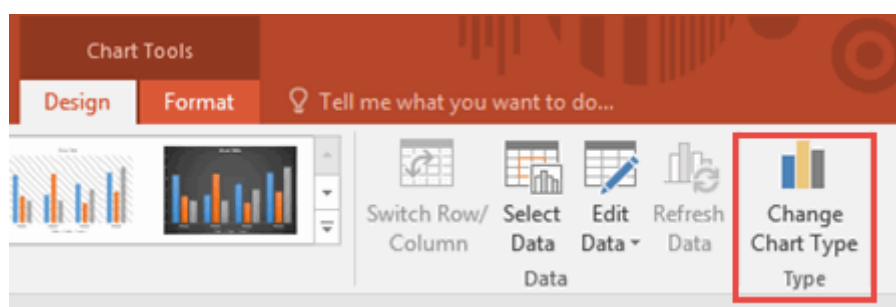 Chart Tools
Design Format Tell me what you want to do...
Switch Row/ Select Edit Refresh Change
Column Data Data Data Chart Type
Data Type